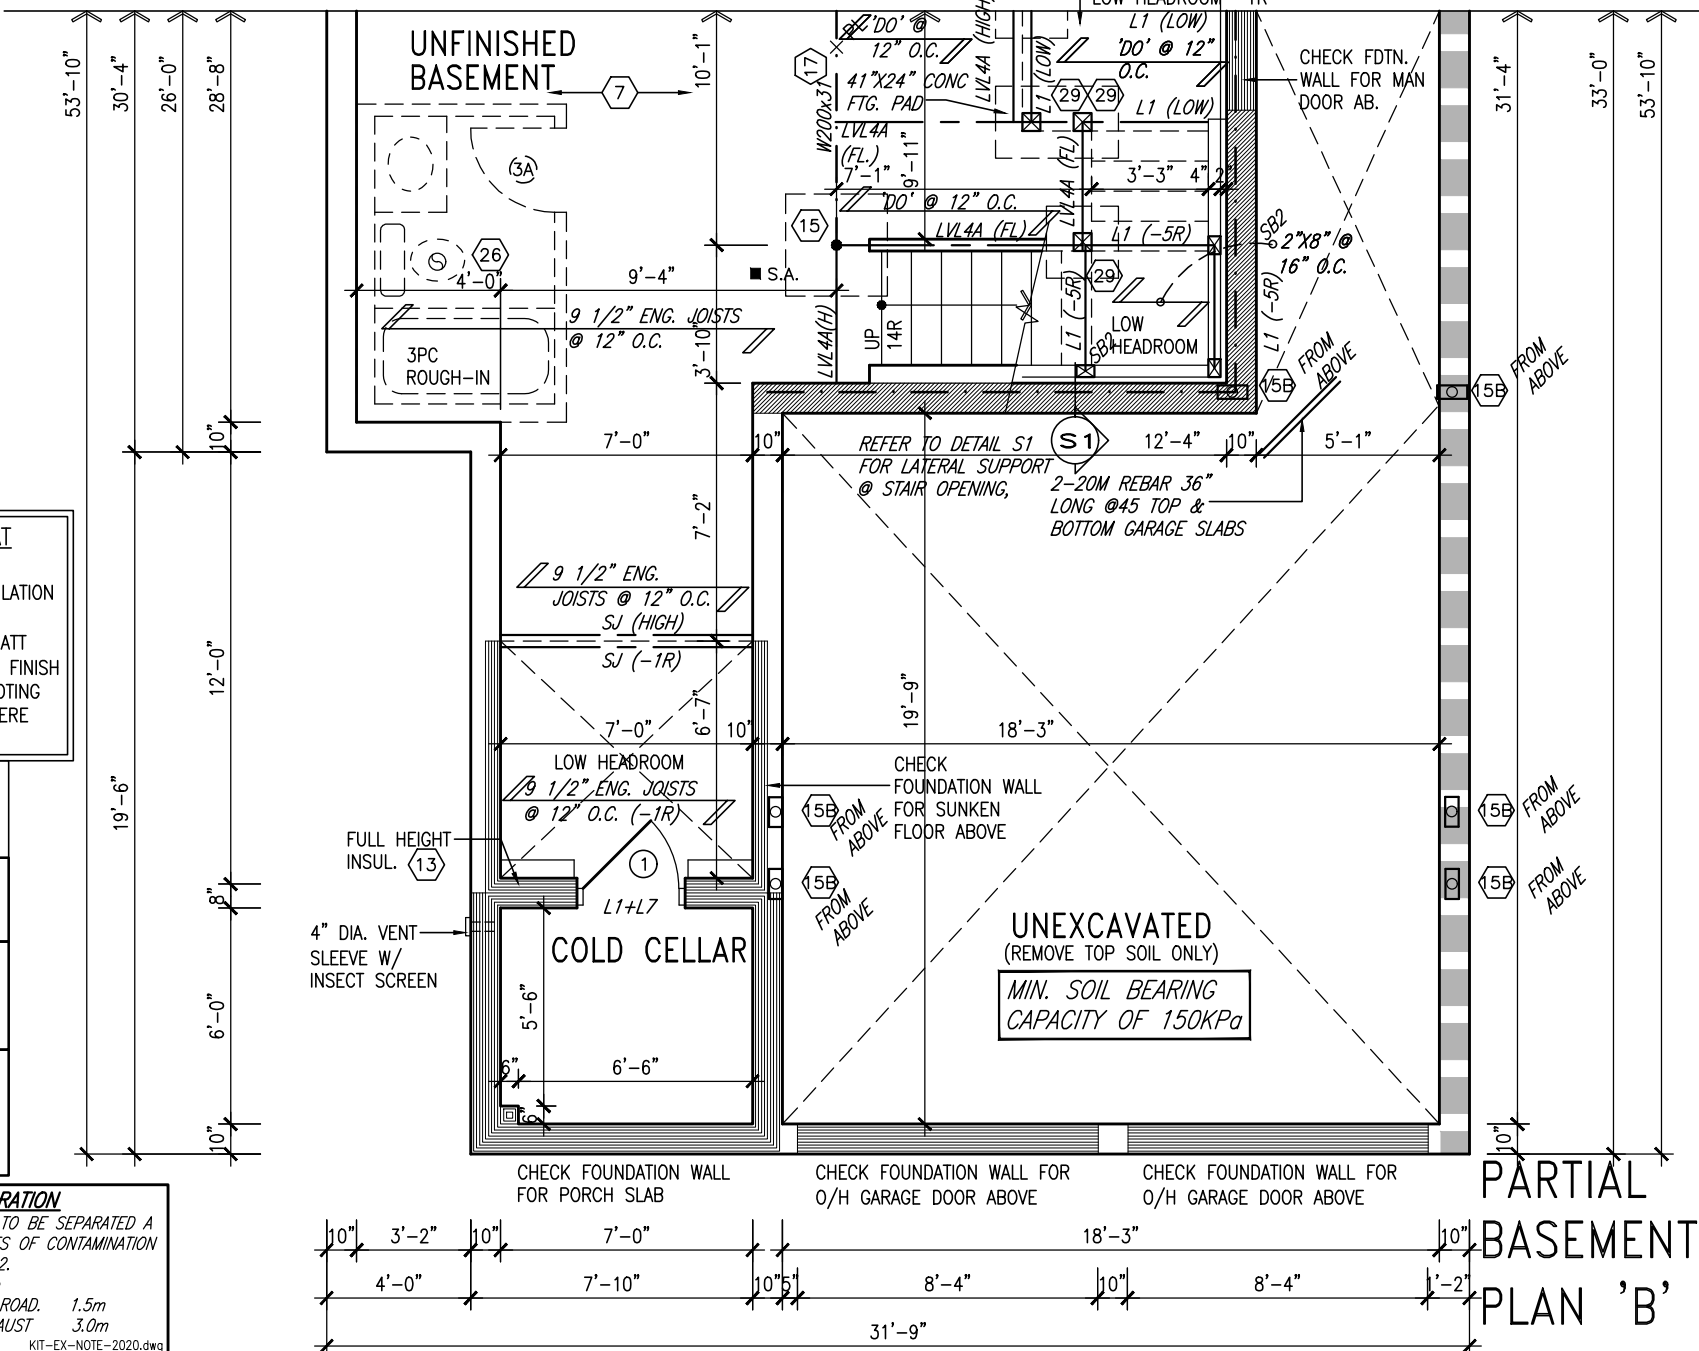 53'-10"
30'-4"
26'-0"
28'-8"
UNFINISHED
BASEMENT
7
10'-1"
17
W200x31
'DO' @
12" O.C.
LVL4A (HIGH)
L1 (LOW)
L1 (LOW)
'DO' @ 12"
O.C.
41"X24" CONC
FTG. PAD
29
29
L1 (LOW)
CHECK FDTN.
WALL FOR MAN
DOOR AB.
31'-4"
33'-0"
53'-10"
LVL4A
(FL.)
7'-1"
9'-11"
LVL4A (FL)
3'-3"
4"
2"
3A
'DO' @ 12" O.C.
15
LVL4A (FL)
L1 (-5R)
SB2
2"X8" @
16" O.C.
26
S.A.
4'-0"
9'-4"
29
L1 (-5R)
L1 (-5R)
9 1/2" ENG. JOISTS
@ 12" O.C.
3'-10"
LVL4A(H)
UP
14R
LOW
HEADROOM
SB2
3PC
ROUGH-IN
15B
FROM
ABOVE
15B
FROM
ABOVE
10"
7'-0"
10"
REFER TO DETAIL S1
FOR LATERAL SUPPORT
@ STAIR OPENING,
S1
12'-4"
10"
5'-1"
2-20M REBAR 36"
LONG @45 TOP &
BOTTOM GARAGE SLABS
7'-2"
9 1/2" ENG.
JOISTS @ 12" O.C.
SJ (HIGH)
SJ (-1R)
LATION
ATT
FINISH
OTING
ERE
12'-0"
19'-6"
6'-7"
19'-9"
7'-0"
10"
18'-3"
LOW HEADROOM
9 1/2" ENG. JOISTS
@ 12" O.C. (-1R)
CHECK
FOUNDATION WALL
FOR SUNKEN
FLOOR ABOVE
15B
FROM
ABOVE
15B
FROM
ABOVE
FULL HEIGHT
INSUL.
13
1
15B
FROM
ABOVE
15B
FROM
ABOVE
8"
L1+L7
4" DIA. VENT
SLEEVE W/
INSECT SCREEN
COLD CELLAR
UNEXCAVATED
(REMOVE TOP SOIL ONLY)
MIN. SOIL BEARING
CAPACITY OF 150KPa
6'-0"
5'-6"
6"
6'-6"
6"
10"
10"
CHECK FOUNDATION WALL
FOR PORCH SLAB
CHECK FOUNDATION WALL FOR
O/H GARAGE DOOR ABOVE
CHECK FOUNDATION WALL FOR
O/H GARAGE DOOR ABOVE
PARTIAL
BASEMENT
PLAN 'B'
RATION
TO BE SEPARATED A
S OF CONTAMINATION
2.
ROAD. 1.5m
AUST 3.0m
KIT-EX-NOTE-2020.dwg
10"
3'-2"
10"
7'-0"
18'-3"
10"
4'-0"
7'-10"
10"
5"
8'-4"
10"
8'-4"
1'-2"
31'-9"